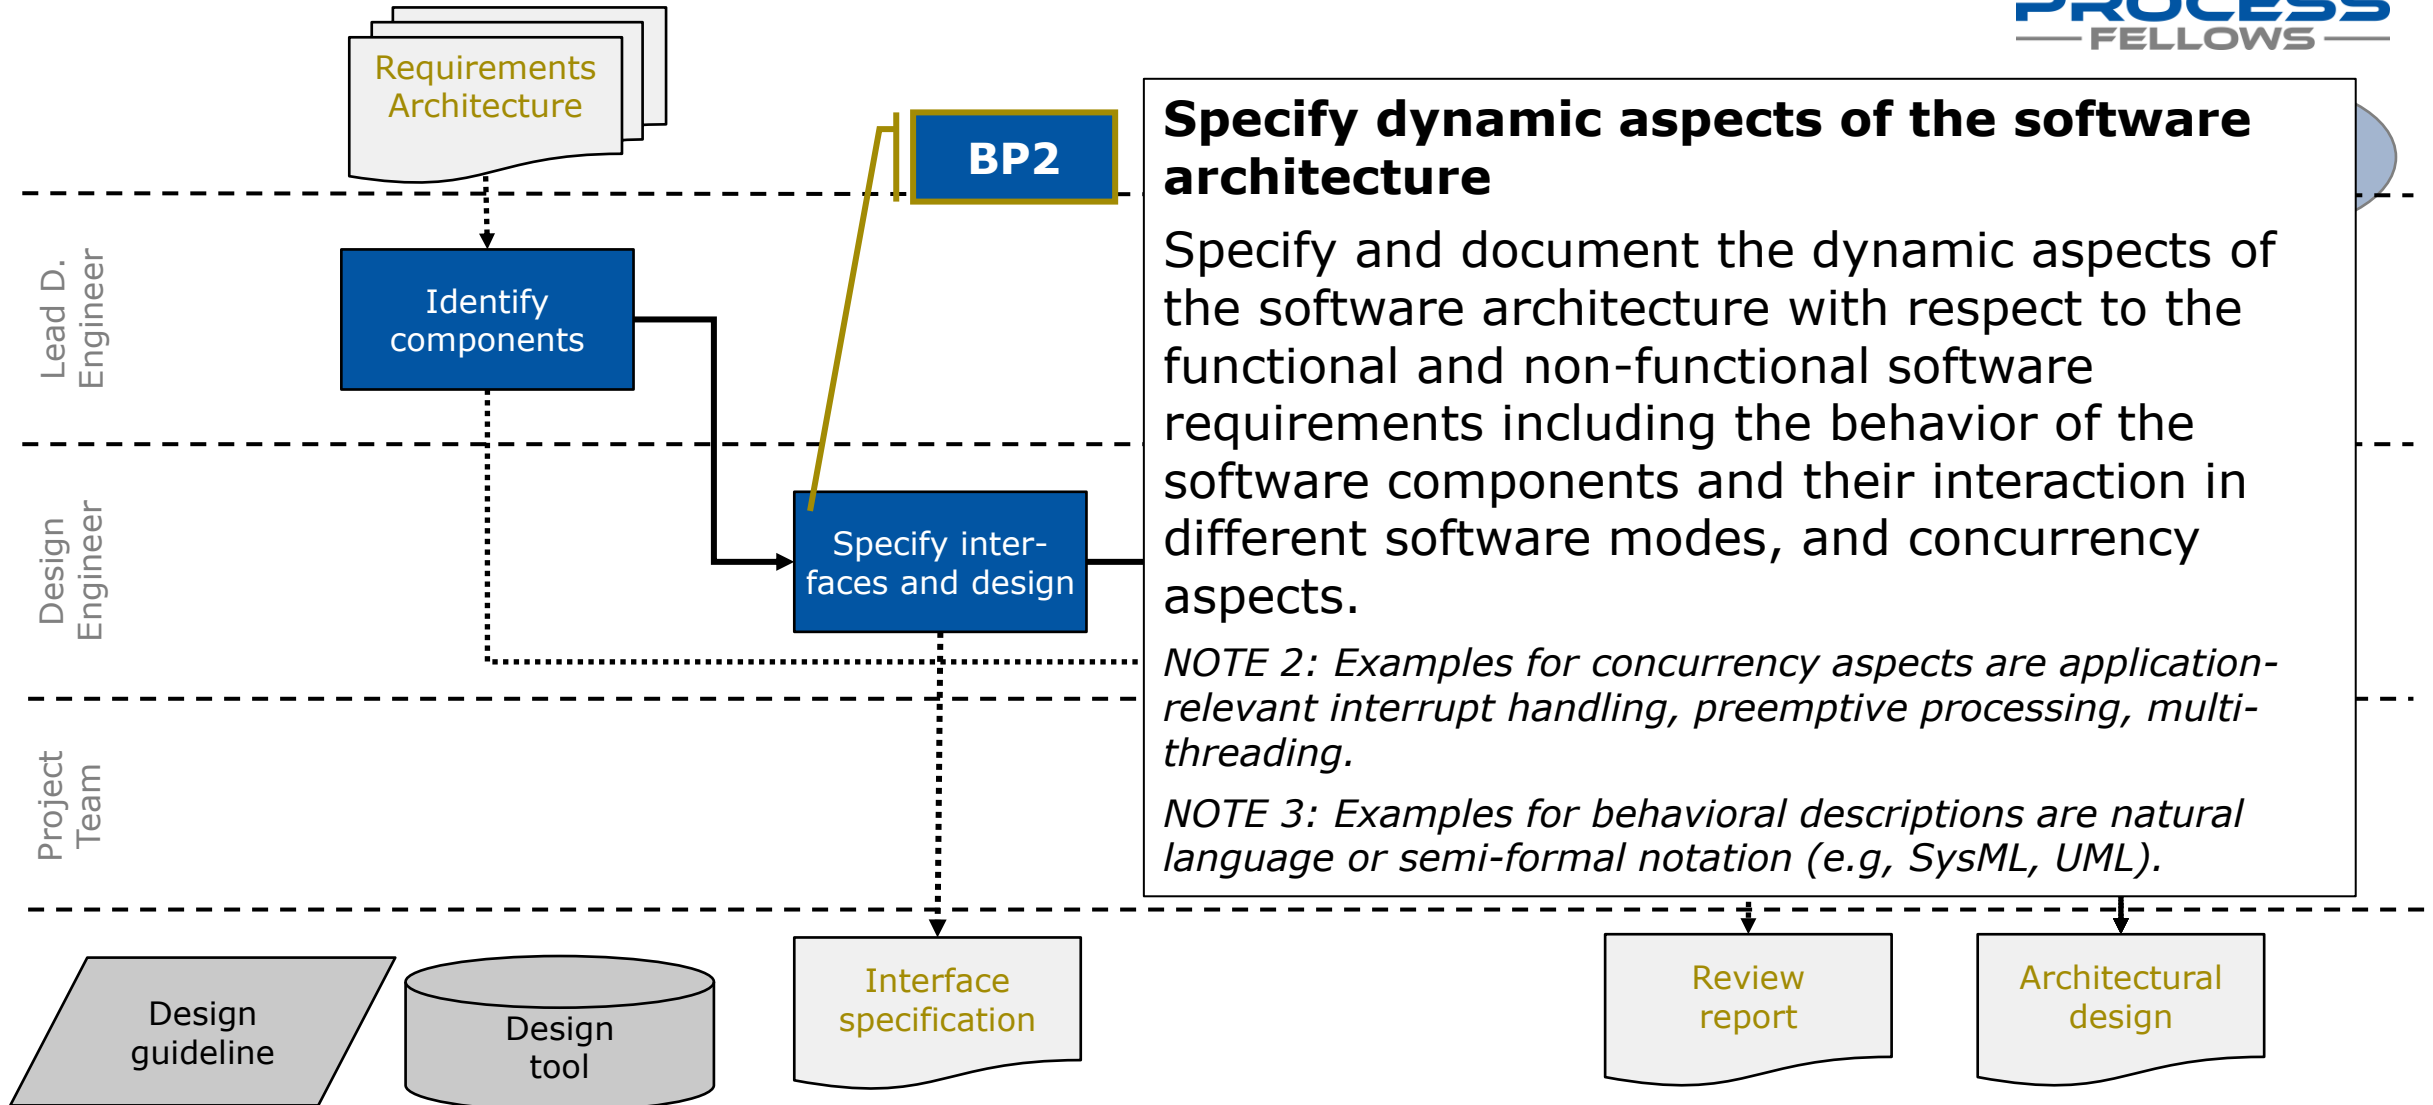 PROCESS
FELLOWS
Requirements
Architecture
BP2
Specify dynamic aspects of the software
architecture
Specify and document the dynamic aspects of
the software architecture with respect to the
functional and non-functional software
requirements including the behavior of the
software components and their interaction in
different software modes, and concurrency
aspects.
NOTE 2: Examples for concurrency aspects are application-
relevant interrupt handling, preemptive processing, multi-
threading.
NOTE 3: Examples for behavioral descriptions are natural
language or semi-formal notation (e.g, SysML, UML).
Lead D.
Engineer
Identify
components
Design
Engineer
Specify inter-
faces and design
Project
Team
Design
guideline
Design
tool
Interface
specification
Review
report
Architectural
design